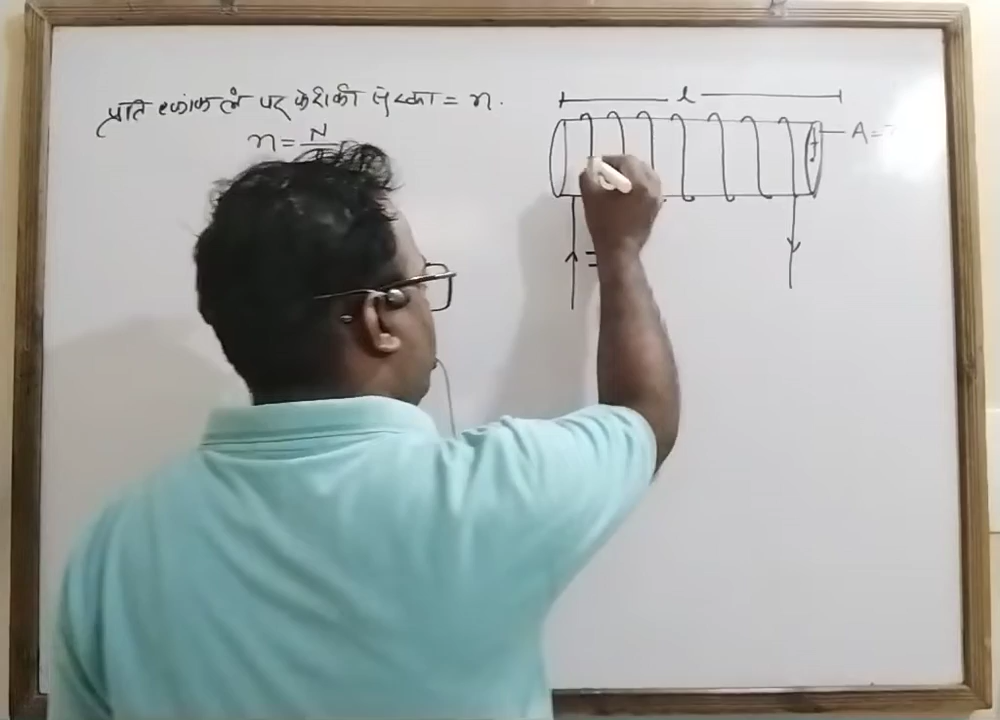 प्रति एकांक लं पर फेरो की संख्या = n.
n = N
l
A =